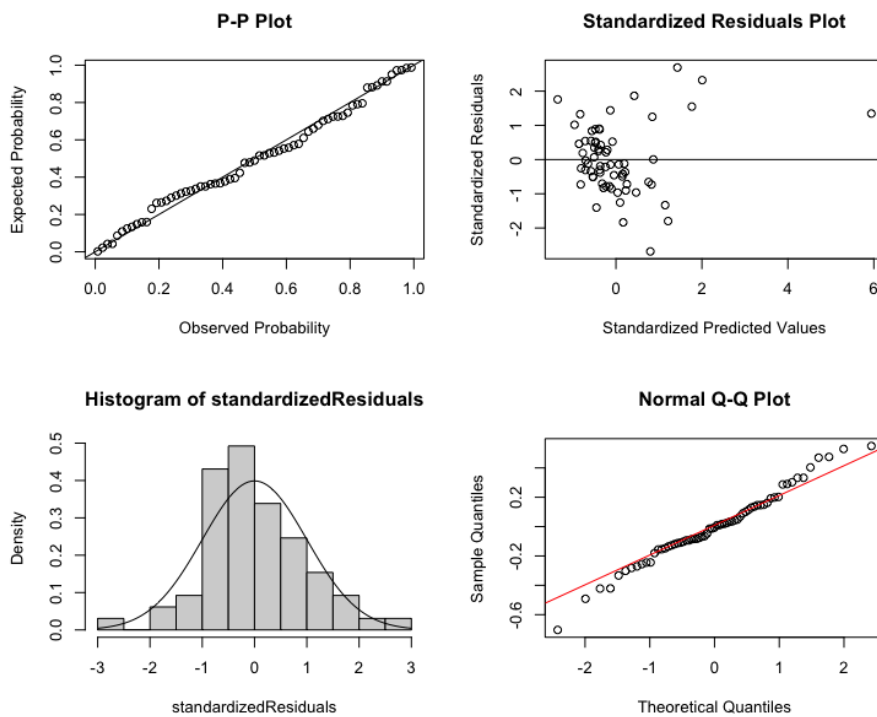 P-P Plot
Expected Probability
1.0
0.8
0.6
0.4
0.2
0.0
0.0 0.2 0.4 0.6 0.8 1.0
Observed Probability
Standardized Residuals Plot
Standardized Residuals
2
1
0
-1
-2
0 2 4 6
Standardized Predicted Values
Histogram of standardizedResiduals
Density
0.5
0.4
0.3
0.2
0.1
0.0
-3 -2 -1 0 1 2 3
standardizedResiduals
Normal Q-Q Plot
Sample Quantiles
0.2
-0.2
-0.6
-2 -1 0 1 2
Theoretical Quantiles